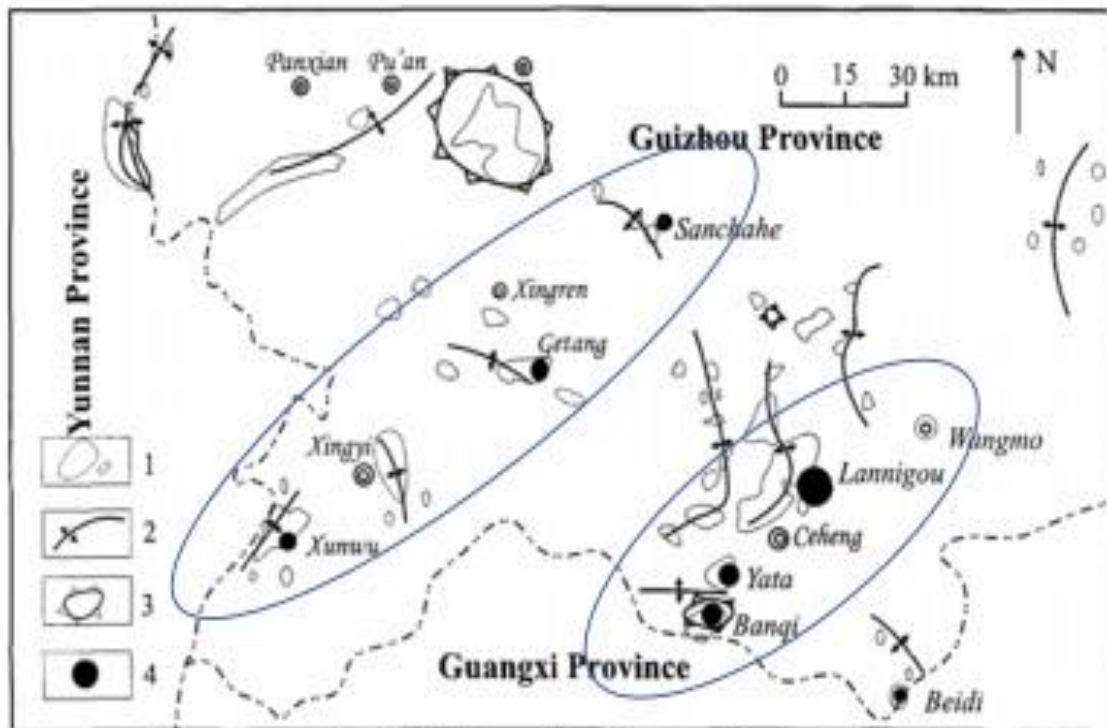 Panxian
Pu'an
0 15 30 km
N
Guizhou Province
Yunnan Province
Sanchahe
Xingren
Getang
Xingyi
Xunwu
Wangmo
Lannigou
Ceheng
Yata
Banqi
Guangxi Province
Beidi
1
2
3
4